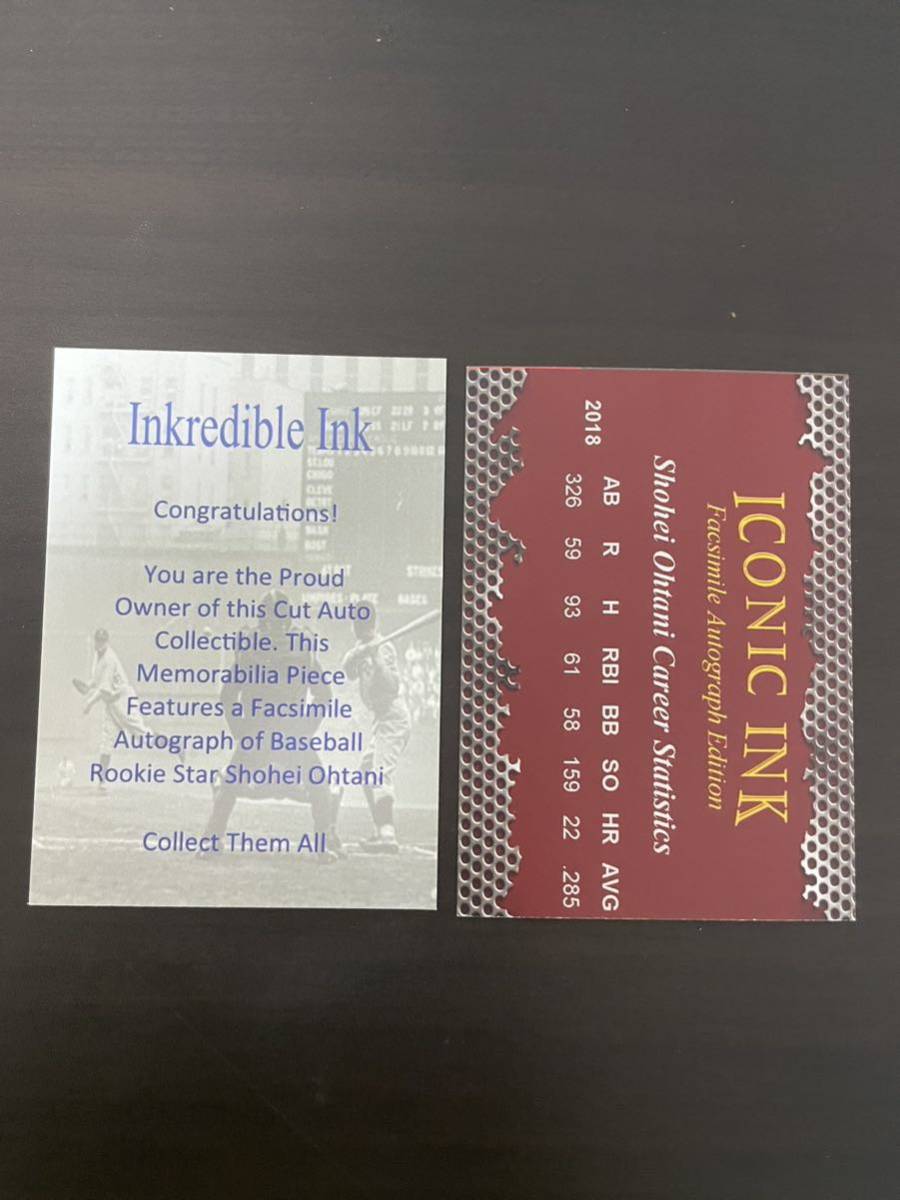 Inkredible Ink
Congratulations!
You are the Proud
Owner of this Cut Auto
Collectible. This
Memorabilia Piece
Features a Facsimile
Autograph of Baseball
Rookie Star Shohei Ohtani
Collect Them All
ICONIC INK
Facsimile Autograph Edition
Shohei Ohtani Career Statistics
AB R H RBI BB SO HR AVG
2018 326 59 93 61 58 159 22 .285